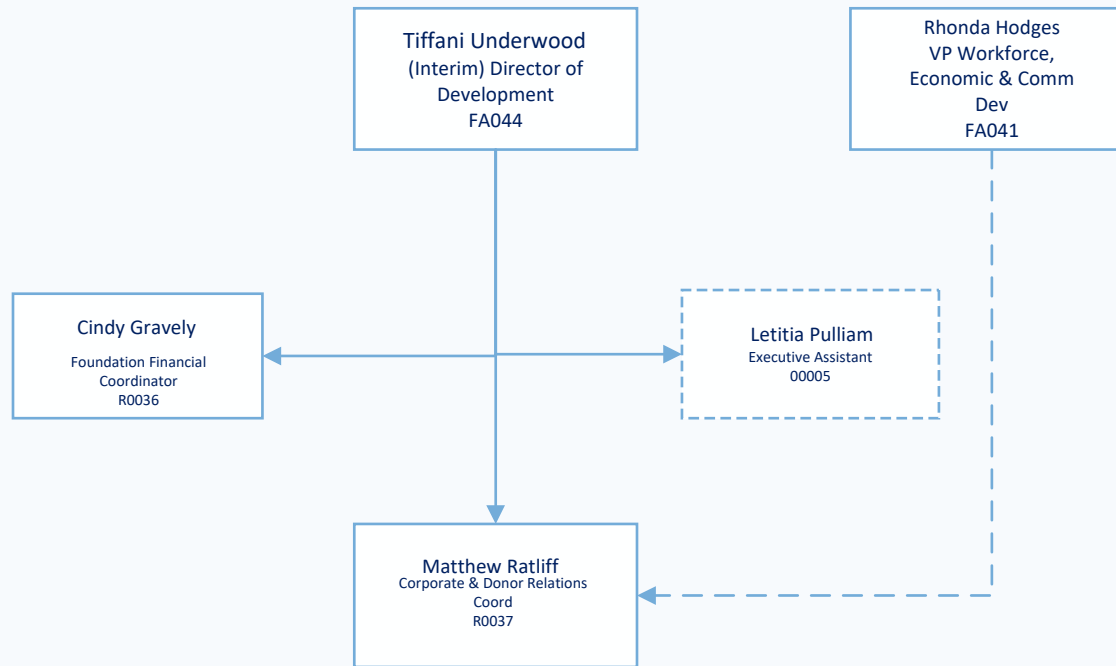 Tiffani Underwood
(Interim) Director of
Development
FA044
Rhonda Hodges
VP Workforce,
Economic & Comm
Dev
FA041
Cindy Gravely
Foundation Financial
Coordinator
R0036
Letitia Pulliam
Executive Assistant
00005
Matthew Ratliff
Corporate & Donor Relations
Coord
R0037